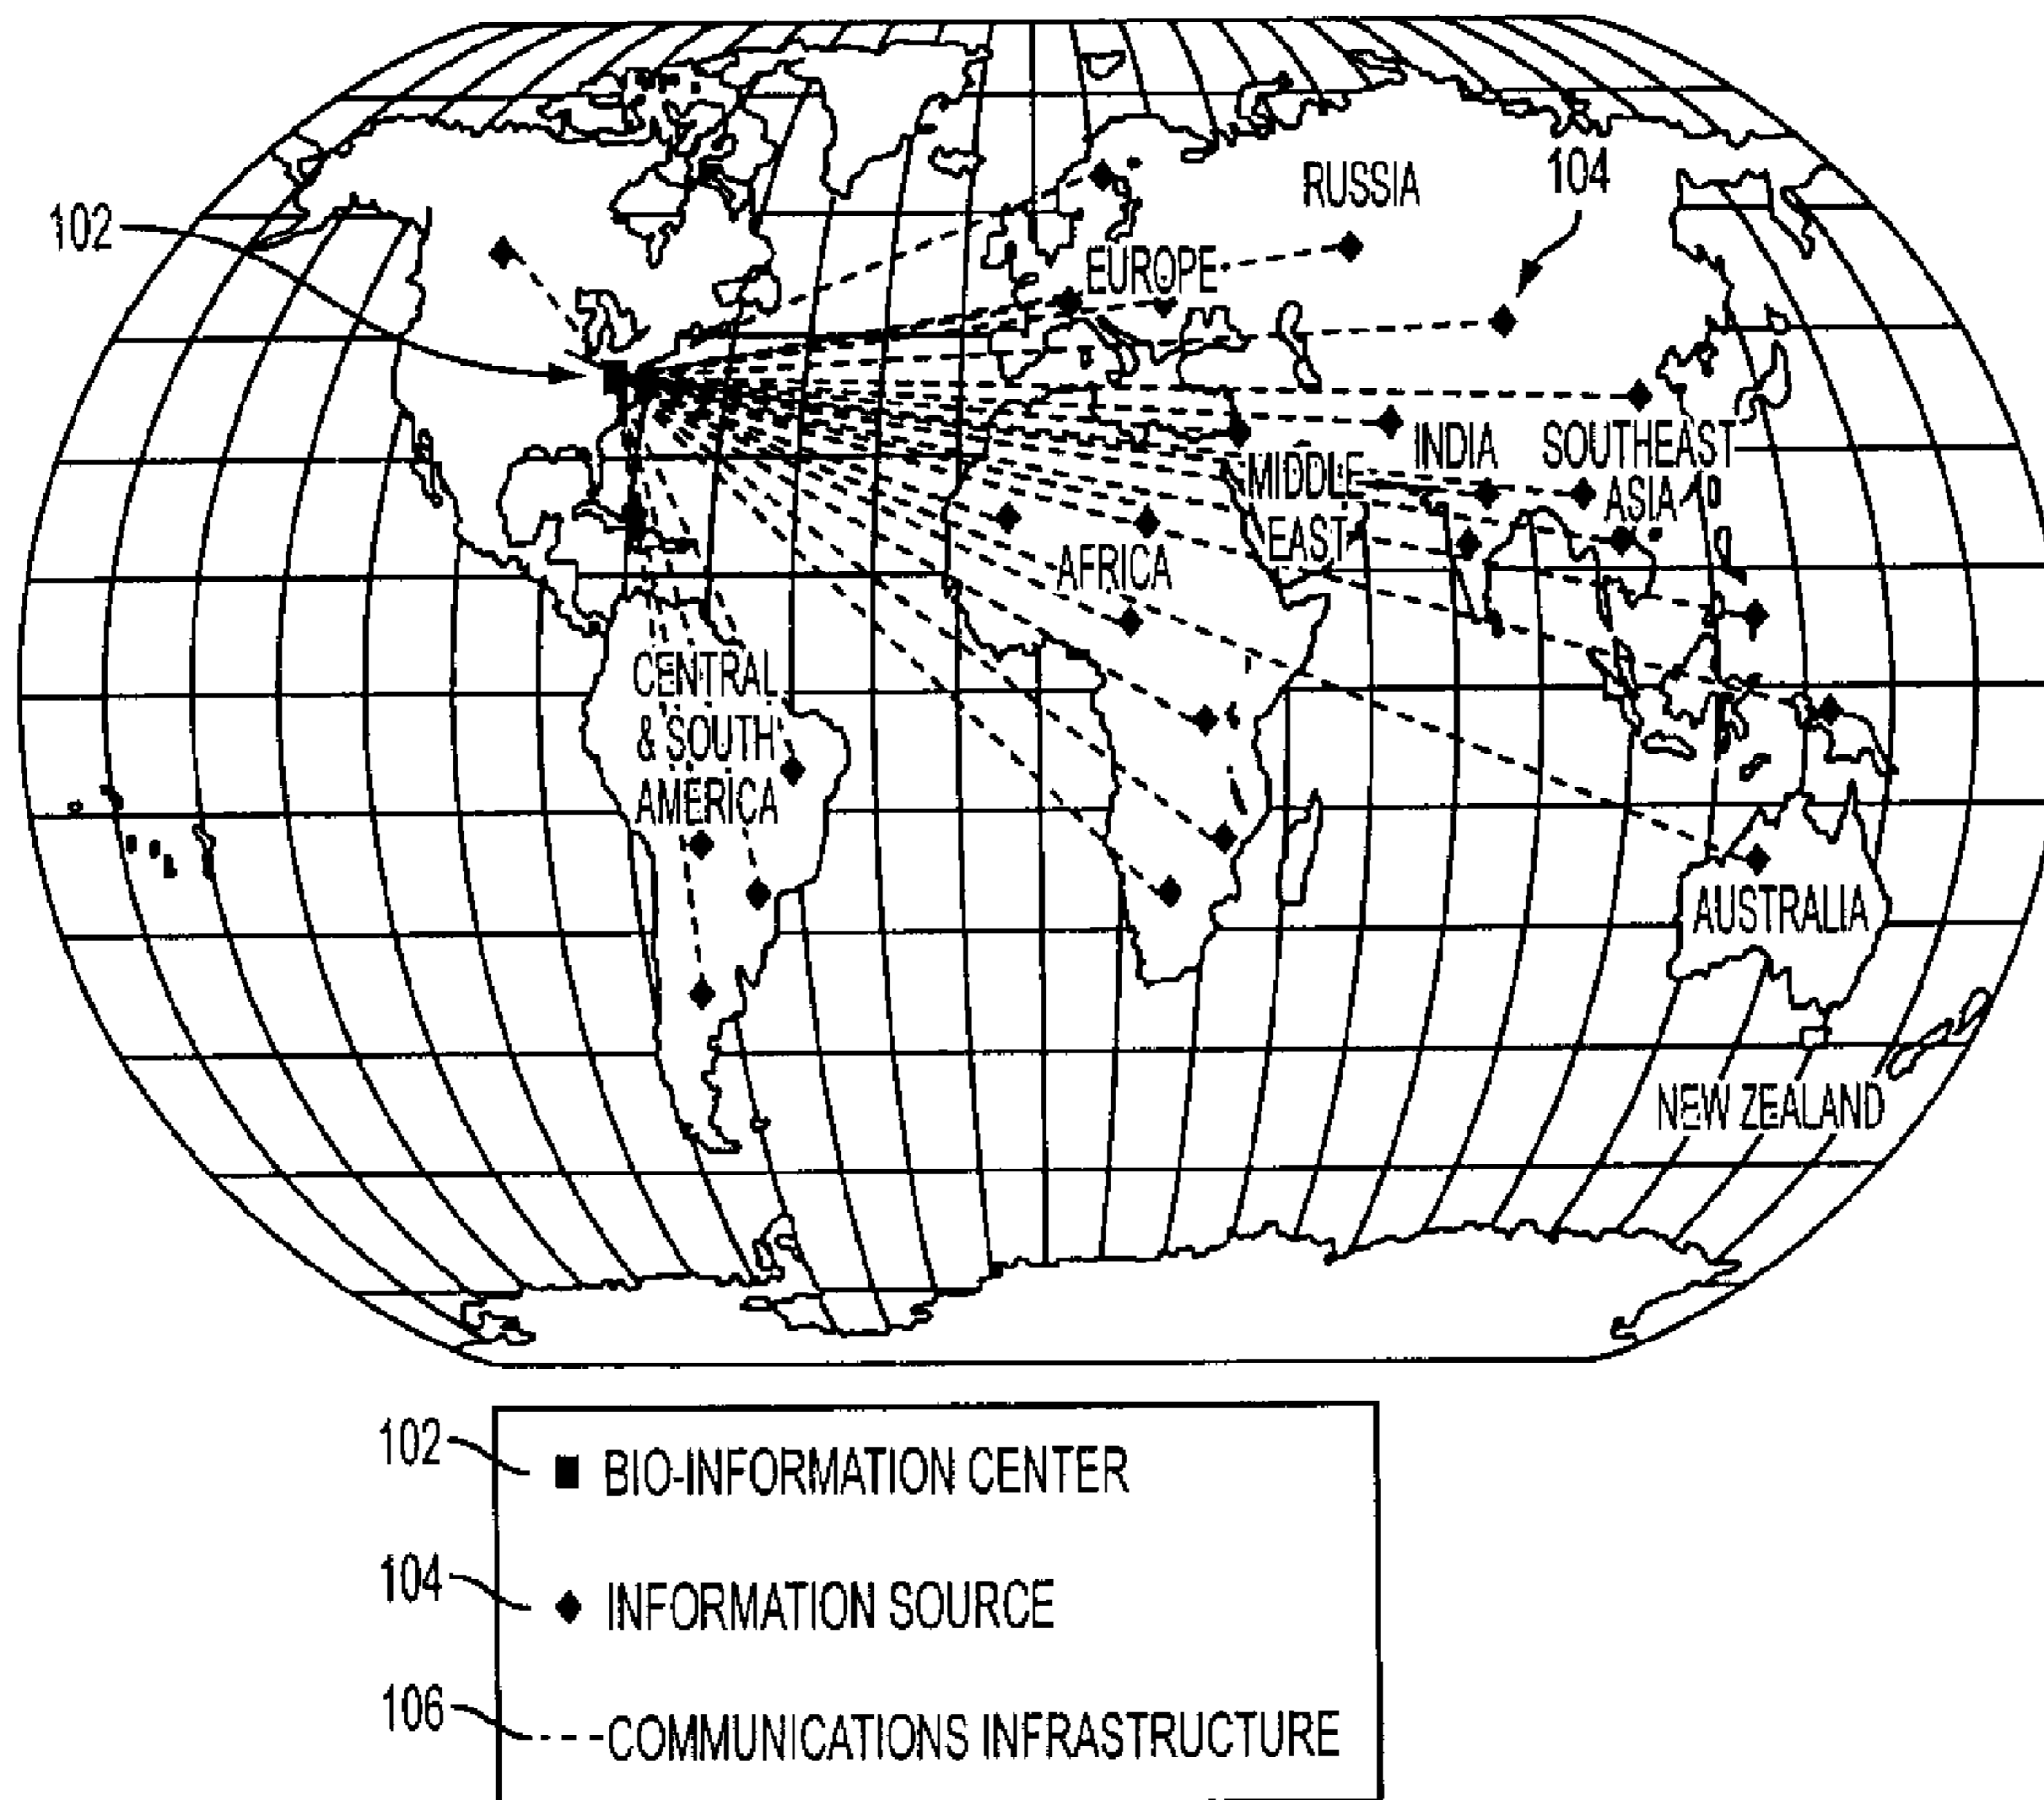 RUSSIA
104
102
EUROPE
INDIA
SOUTHEAST
ASIA
MIDDLE
EAST
AFRICA
CENTRAL
& SOUTH
AMERICA
AUSTRALIA
NEW ZEALAND
102
BIO-INFORMATION CENTER
104
INFORMATION SOURCE
106
COMMUNICATIONS INFRASTRUCTURE